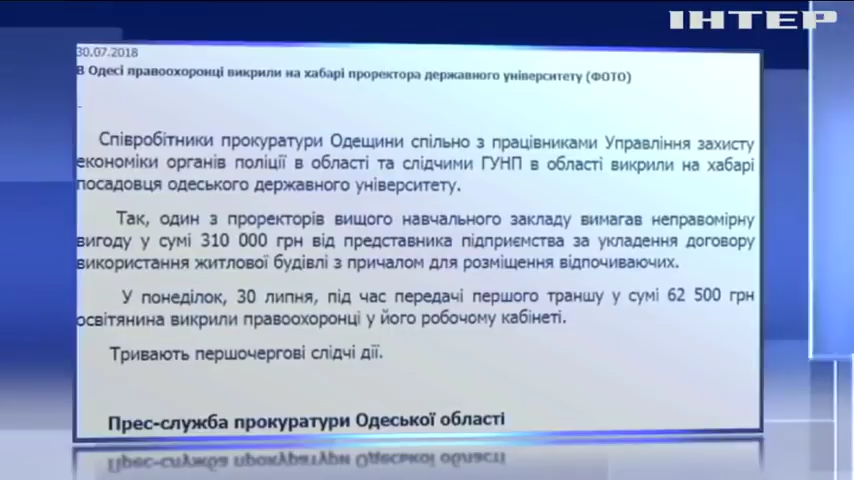 ІНТЕР
30.07.2018
В Одесі правоохоронці викрили на хабарі проректора державного університету (ФОТО)
Співробітники прокуратури Одещини спільно з працівниками Управління захисту
економіки органів поліції в області та слідчими ГУНП в області викрили на хабарі
посадовця одеського державного університету.
Так, один з проректорів вищого навчального закладу вимагав неправомірну
вигоду у сумі 310 000 грн від представника підприємства за укладення договору
використання житлової будівлі з причалом для розміщення відпочиваючих.
У понеділок, 30 липня, під час передачі першого траншу у сумі 62 500 грн
освітянина викрили правоохоронці у його робочому кабінеті.
Тривають першочергові слідчі дії.
Прес-служба прокуратури Одеської області